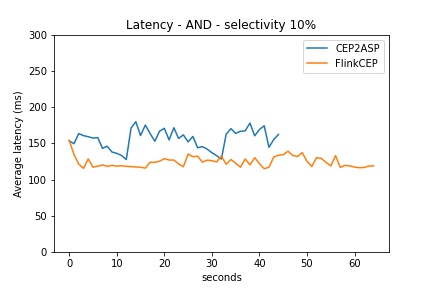 Latency - AND - selectivity 10%
CEP2ASP
FlinkCEP
Average latency (ms)
300
250
200
150
100
50
0
0 10 20 30 40 50 60
seconds